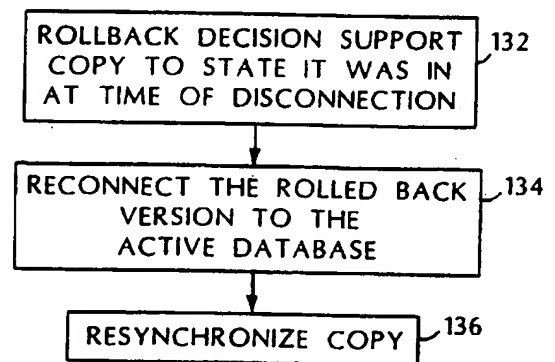 ROLLBACK DECISION SUPPORT
COPY TO STATE IT WAS IN
AT TIME OF DISCONNECTION
132
RECONNECT THE ROLLED BACK
VERSION TO THE
ACTIVE DATABASE
134
RESYNCHRONIZE COPY
136